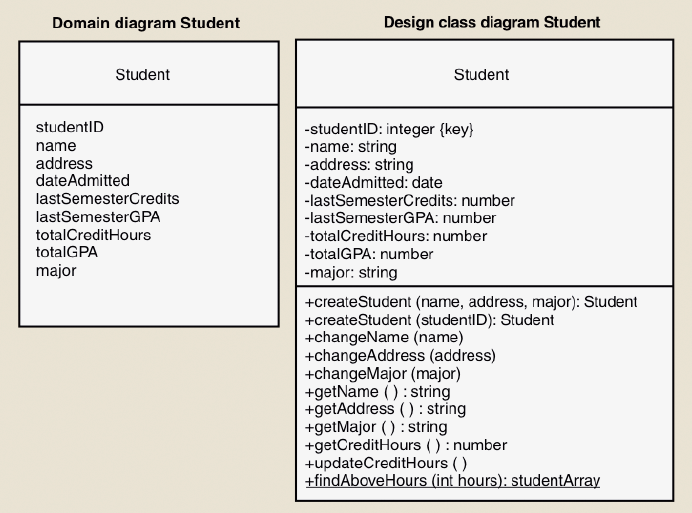 Domain diagram Student
Student
studentID
name
address
dateAdmitted
lastSemesterCredits
lastSemesterGPA
totalCreditHours
totalGPA
major
Design class diagram Student
Student
-studentID: integer {key}
-name: string
-address: string
-dateAdmitted: date
-lastSemesterCredits: number
-lastSemesterGPA: number
-totalCreditHours: number
-totalGPA: number
-major: string
+createStudent (name, address, major): Student
+createStudent (studentID): Student
+changeName (name)
+changeAddress (address)
+changeMajor (major)
+getName ( ) : string
+getAddress ( ) : string
+getMajor ( ) : string
+getCreditHours ( ) : number
+updateCreditHours ( )
+findAboveHours (int hours): studentArray